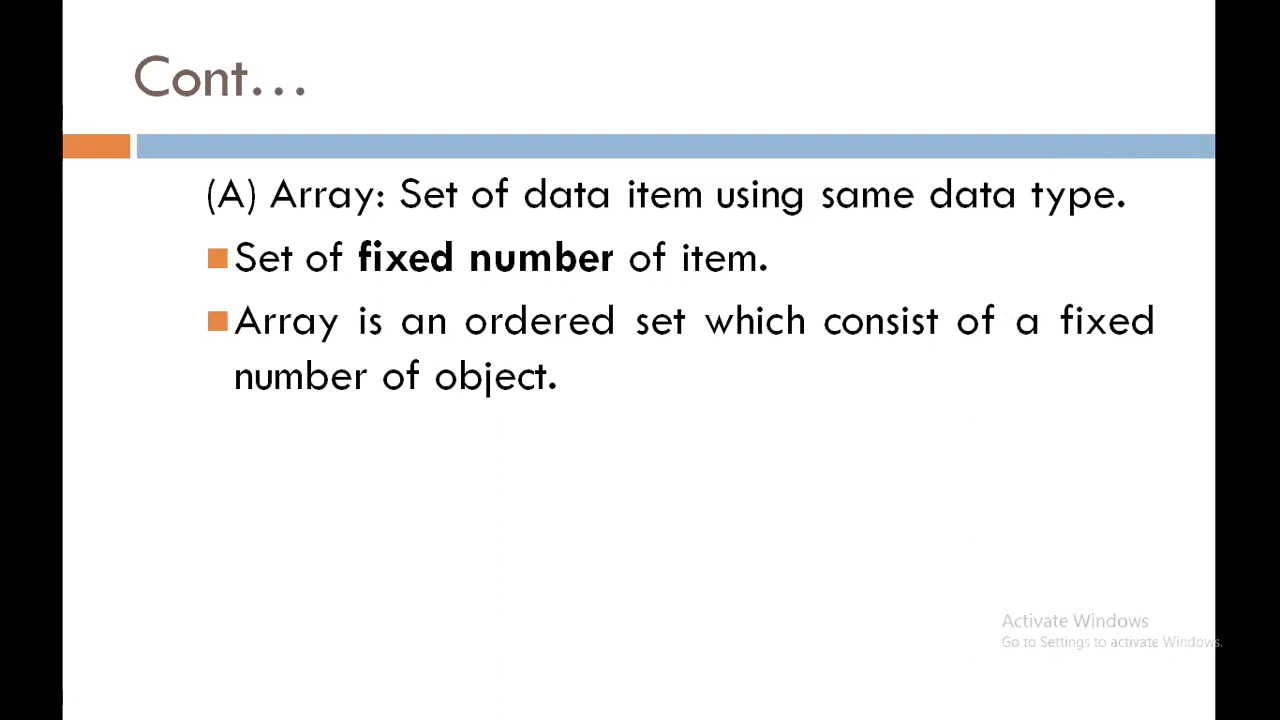 Cont...
(A) Array: Set of data item using same data type.
Set of fixed number of item.
Array is an ordered set which consist of a fixed
number of object.
Activate Windows
Go to Settings to activate Windows.